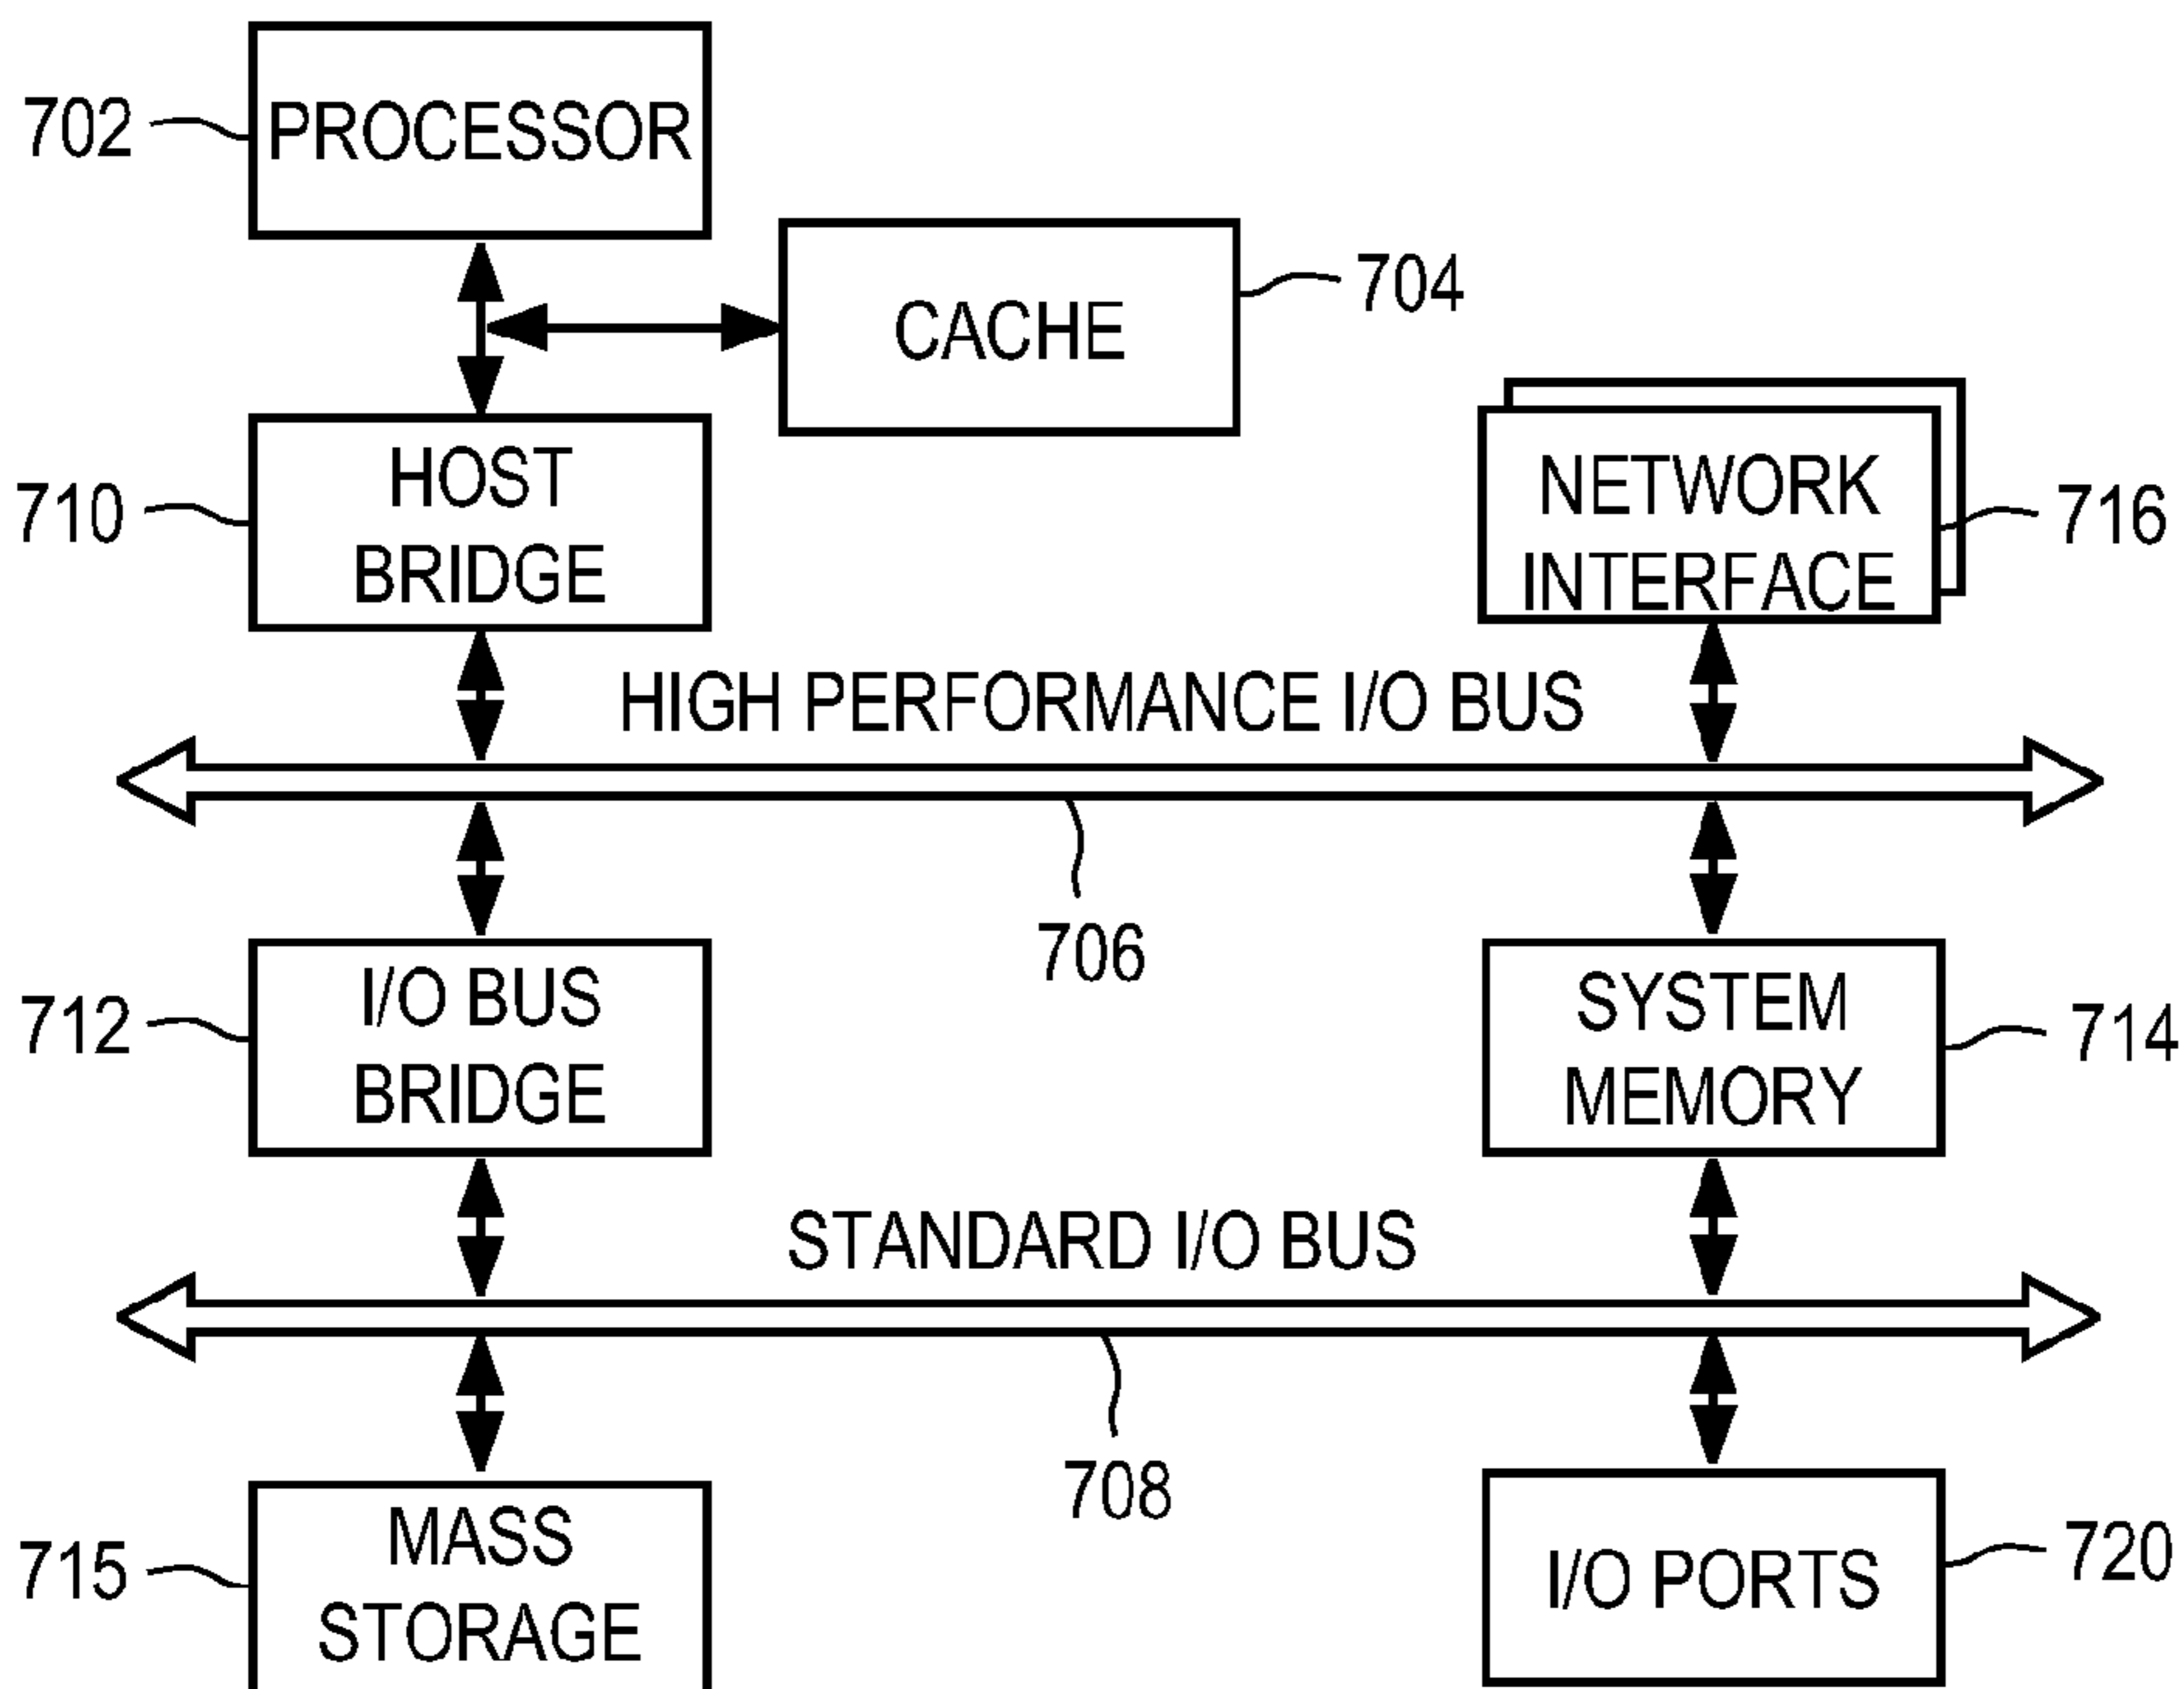 702
PROCESSOR
CACHE
704
710
HOST
BRIDGE
NETWORK
INTERFACE
716
HIGH PERFORMANCE I/O BUS
706
712
I/O BUS
BRIDGE
SYSTEM
MEMORY
714
STANDARD I/O BUS
708
715
MASS
STORAGE
I/O PORTS
720